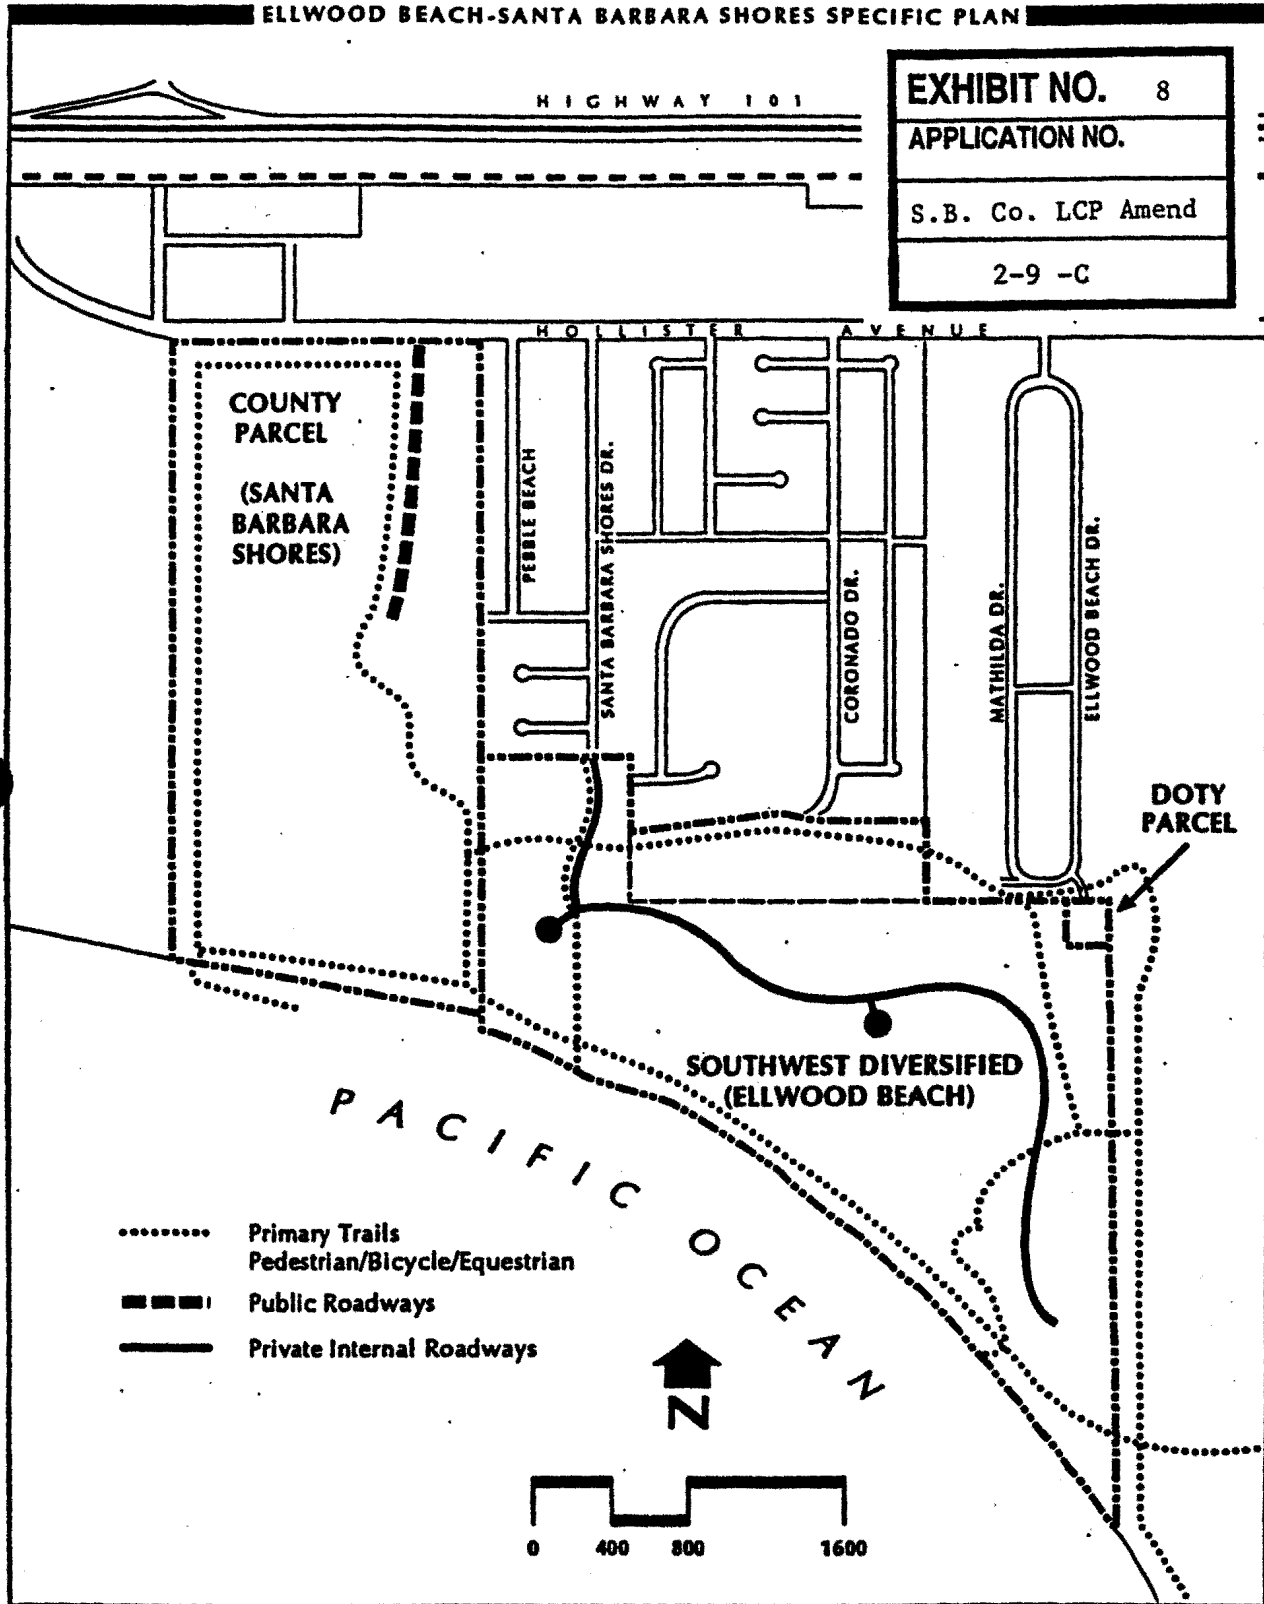 ELLWOOD BEACH-SANTA BARBARA SHORES SPECIFIC PLAN
EXHIBIT NO. 8
APPLICATION NO.
S.B. Co. LCP Amend
2-9 -C
HIGHWAY 101
HOLLISTER AVENUE
COUNTY
PARCEL
(SANTA
BARBARA
SHORES)
PEBBLE BEACH
SANTA BARBARA SHORES DR.
CORONADO DR.
MATHILDA DR.
ELLWOOD BEACH DR.
DOTY
PARCEL
SOUTHWEST DIVERSIFIED
(ELLWOOD BEACH)
PACIFIC OCEAN
Primary Trails
Pedestrian/Bicycle/Equestrian
Public Roadways
Private Internal Roadways
N
0 400 800 1600